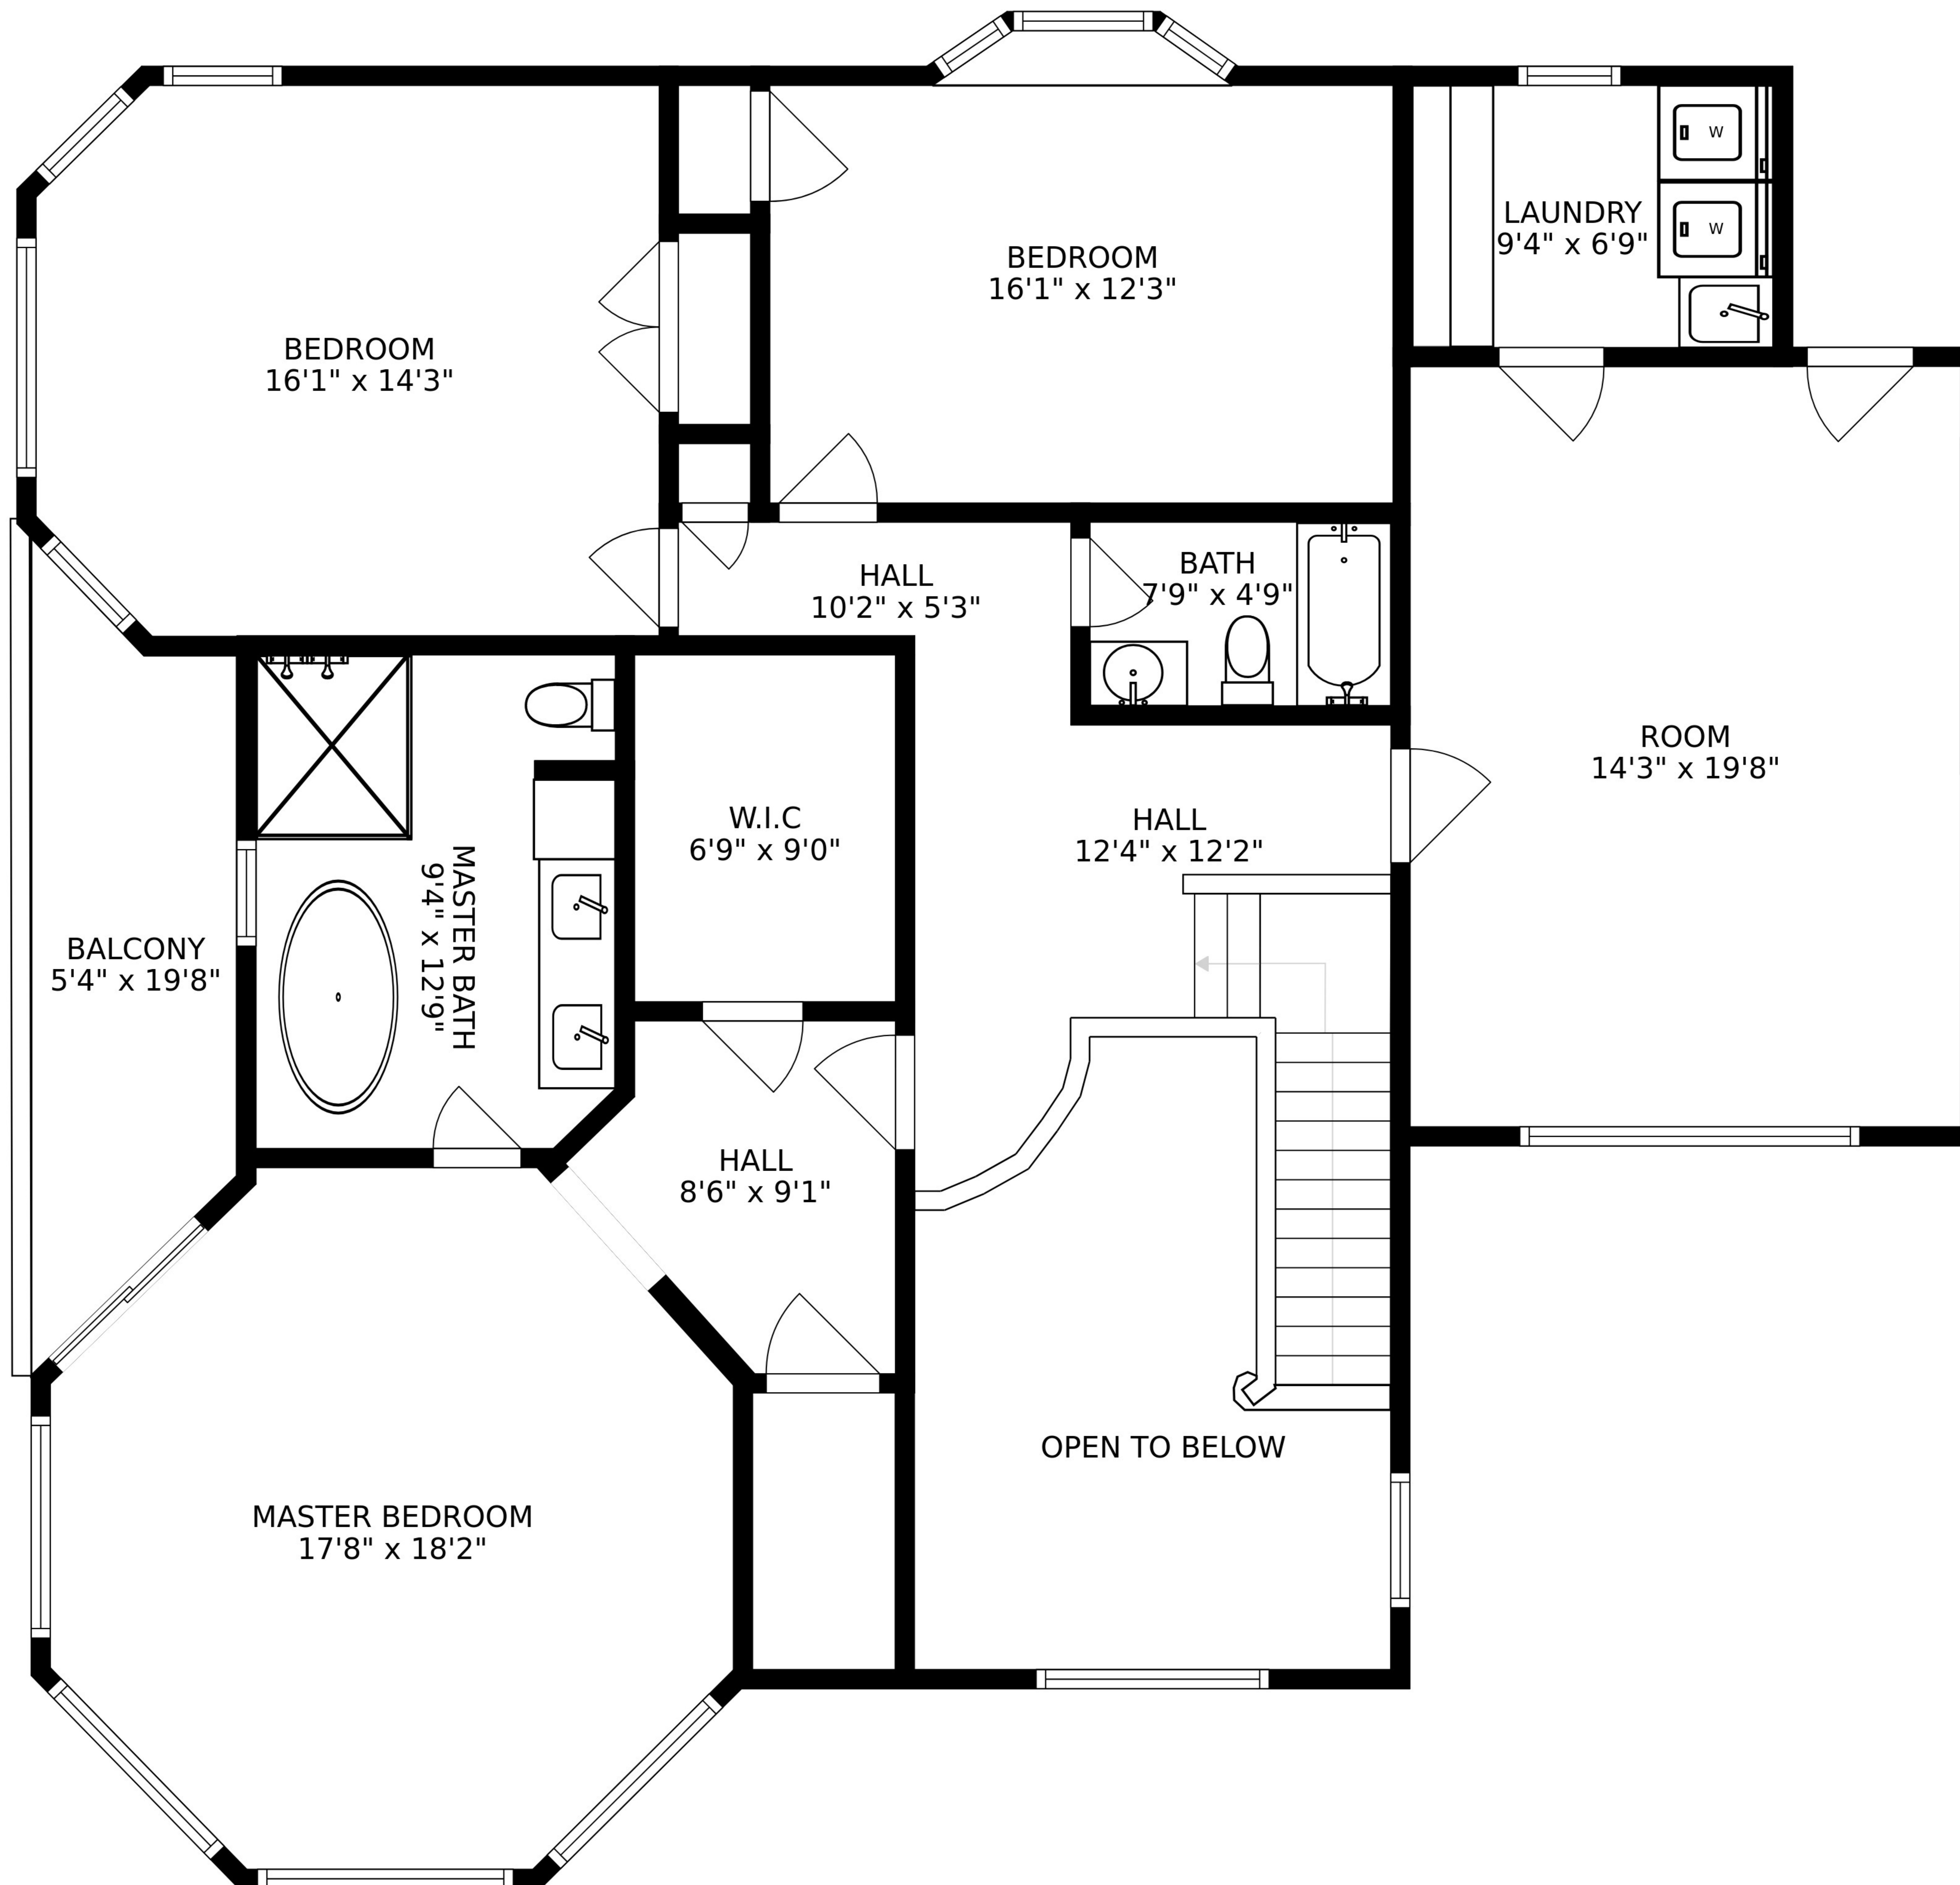 W
LAUNDRY
9'4" x 6'9"
W
BEDROOM
16'1" x 12'3"
BEDROOM
16'1" x 14'3"
BATH
7'9" x 4'9"
HALL
10'2" x 5'3"
ROOM
14'3" x 19'8"
W.I.C
6'9" x 9'0"
HALL
12'4" x 12'2"
MASTER BATH
9'4" x 12'9"
BALCONY
5'4" x 19'8"
HALL
8'6" x 9'1"
OPEN TO BELOW
MASTER BEDROOM
17'8" x 18'2"